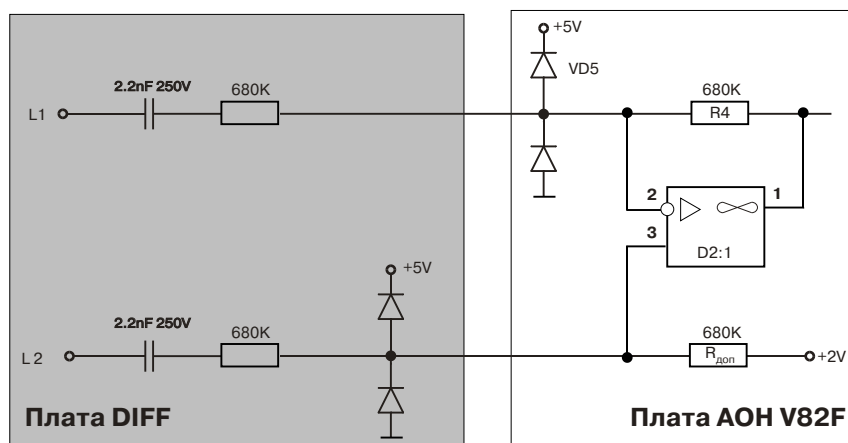 +5V
VD5
2.2nF 250V
680K
680K
L1
R4
2
1
3
D2:1
+5V
2.2nF 250V
680K
680K
L 2
Rдоп
+2V
Плата DIFF
Плата АОН V82F